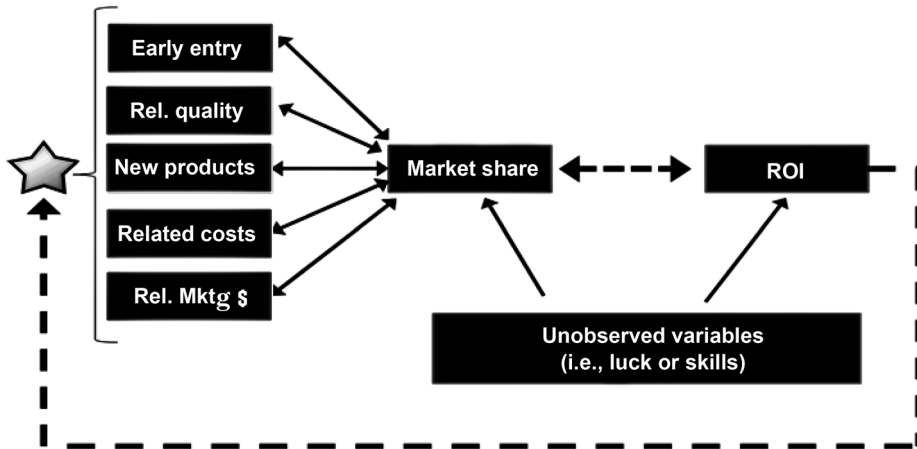 Early entry
Rel. quality
New products
Related costs
Rel. Mktg $
Market share
ROI
Unobserved variables
(i.e., luck or skills)